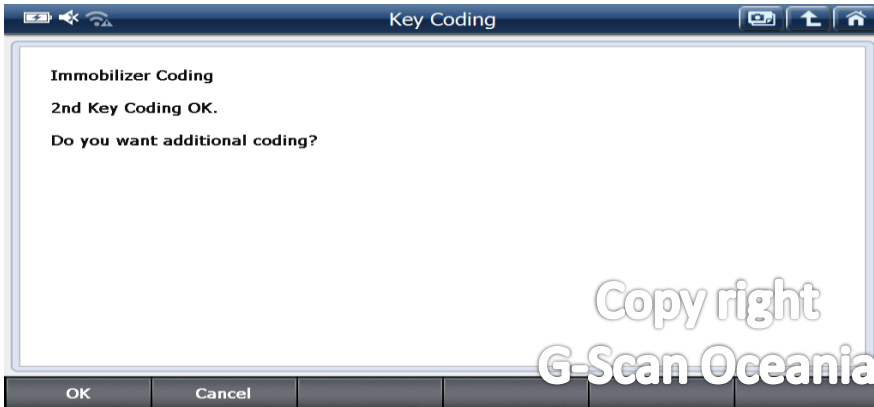 Key Coding
Immobilizer Coding
2nd Key Coding OK.
Do you want additional coding?
Copy right
G-Scan Oceania
OK
Cancel